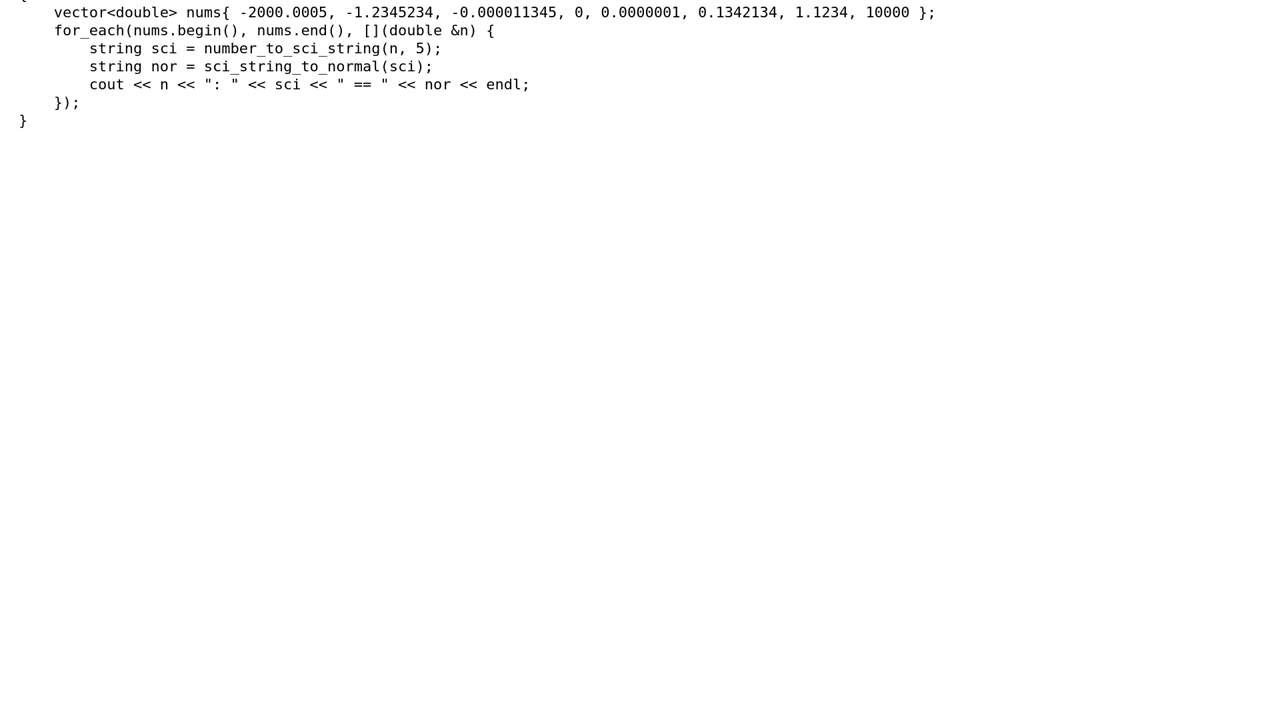 {
    vector<double> nums{ -2000.0005, -1.2345234, -0.000011345, 0, 0.0000001, 0.1342134, 1.1234, 10000 };
    for_each(nums.begin(), nums.end(), [](double &n) {
        string sci = number_to_sci_string(n, 5);
        string nor = sci_string_to_normal(sci);
        cout << n << ": " << sci << " == " << nor << endl;
    });
}